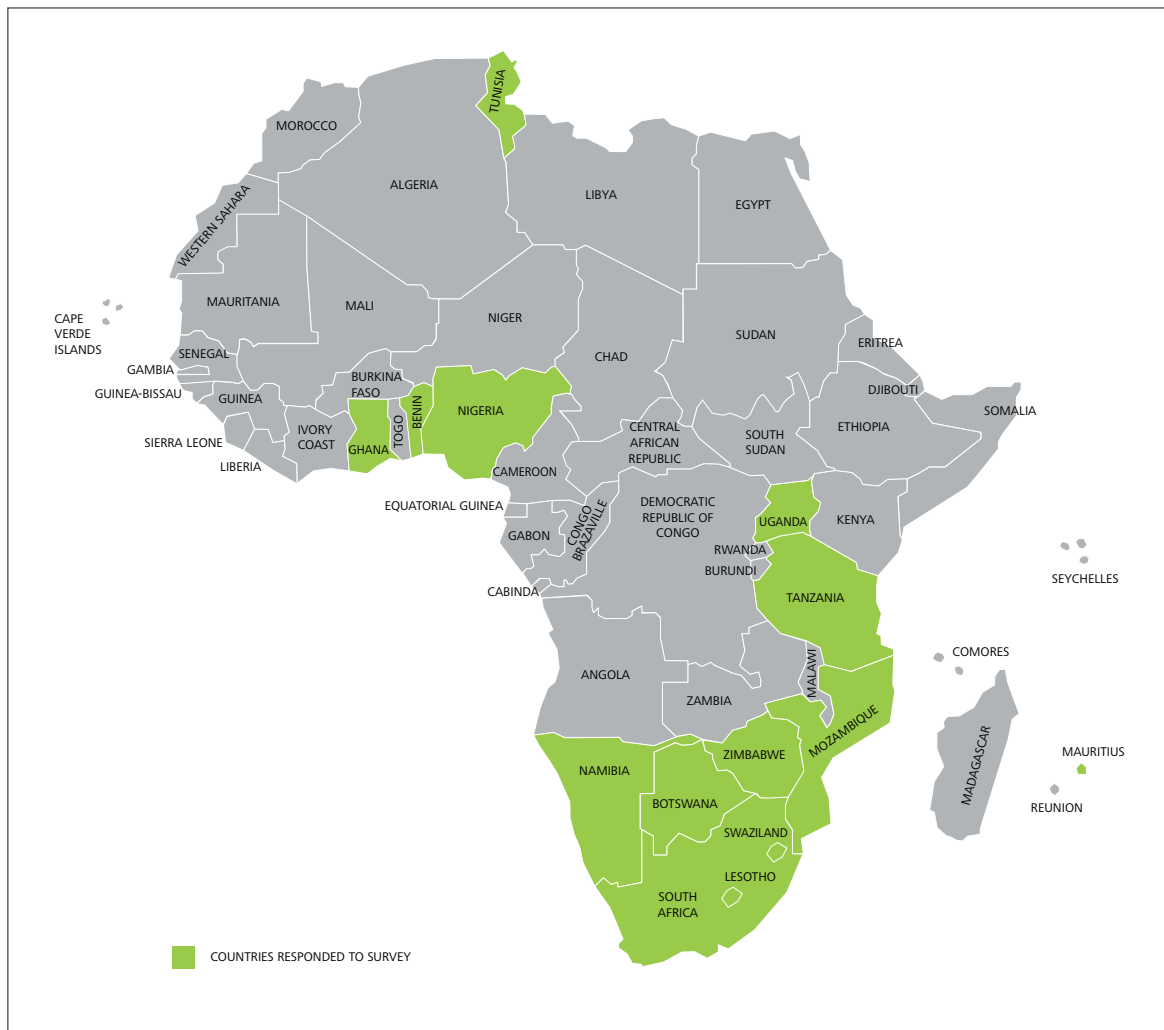 TUNISIA
MOROCCO
ALGERIA
LIBYA
EGYPT
WESTERN SAHARA
MAURITANIA
MALI
NIGER
CHAD
SUDAN
ERITREA
CAPE
VERDE
ISLANDS
SENEGAL
GAMBIA
GUINEA-BISSAU
GUINEA
SIERRA LEONE
LIBERIA
IVORY
COAST
BURKINA
FASO
GHANA
TOGO
BENIN
NIGERIA
CAMEROON
CENTRAL
AFRICAN
REPUBLIC
SOUTH
SUDAN
ETHIOPIA
DJIBOUTI
SOMALIA
EQUATORIAL GUINEA
GABON
CONGO
BRAZAVILLE
DEMOCRATIC
REPUBLIC OF
CONGO
UGANDA
KENYA
RWANDA
BURUNDI
CABINDA
TANZANIA
SEYCHELLES
COMORES
ANGOLA
ZAMBIA
MALAWI
MOZAMBIQUE
MADAGASCAR
MAURITIUS
REUNION
NAMIBIA
ZIMBABWE
BOTSWANA
SWAZILAND
LESOTHO
SOUTH
AFRICA
COUNTRIES RESPONDED TO SURVEY